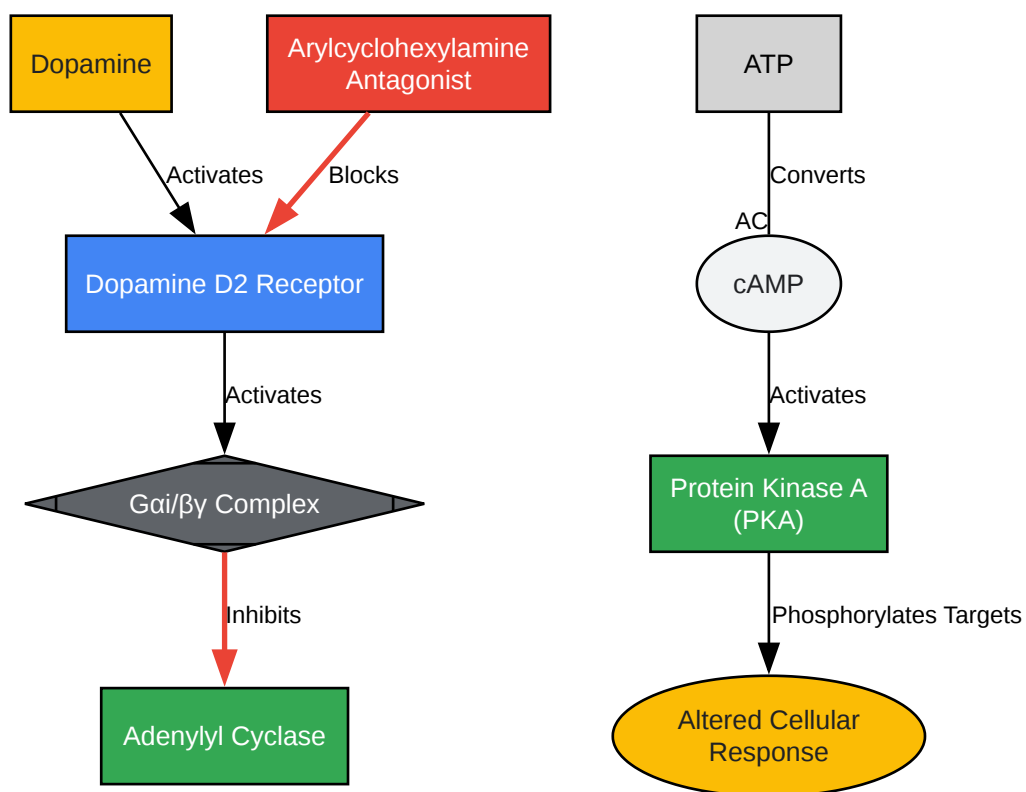 Dopamine
Arylcyclohexylamine
Antagonist
ATP
Activates
Blocks
Converts
AC
Dopamine D2 Receptor
cAMP
Activates
Activates
Gαi/βγ Complex
Protein Kinase A
(PKA)
Inhibits
Phosphorylates Targets
Adenylyl Cyclase
Altered Cellular
Response